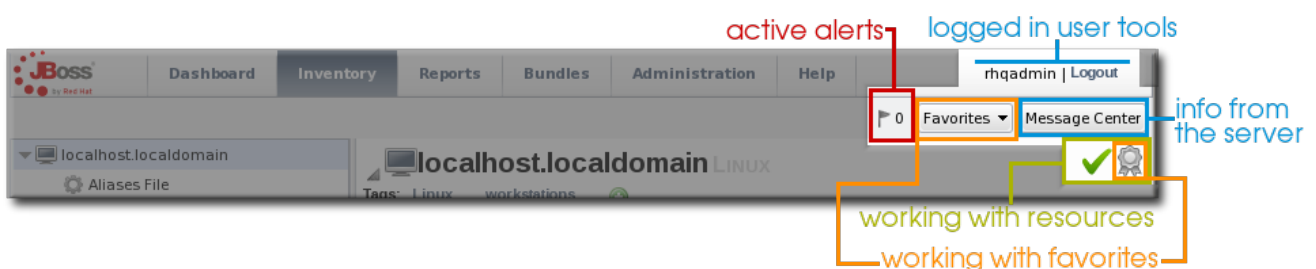 active alerts
logged in user tools
JBoss
by Red Hat
Dashboard
Inventory
Reports
Bundles
Administration
Help
rhqadmin | Logout
0
Favorites
Message Center
info from
the server
localhost.localdomain
localhost.localdomain LINUX
Aliases File
Tags: Linux workstations
working with resources
working with favorites